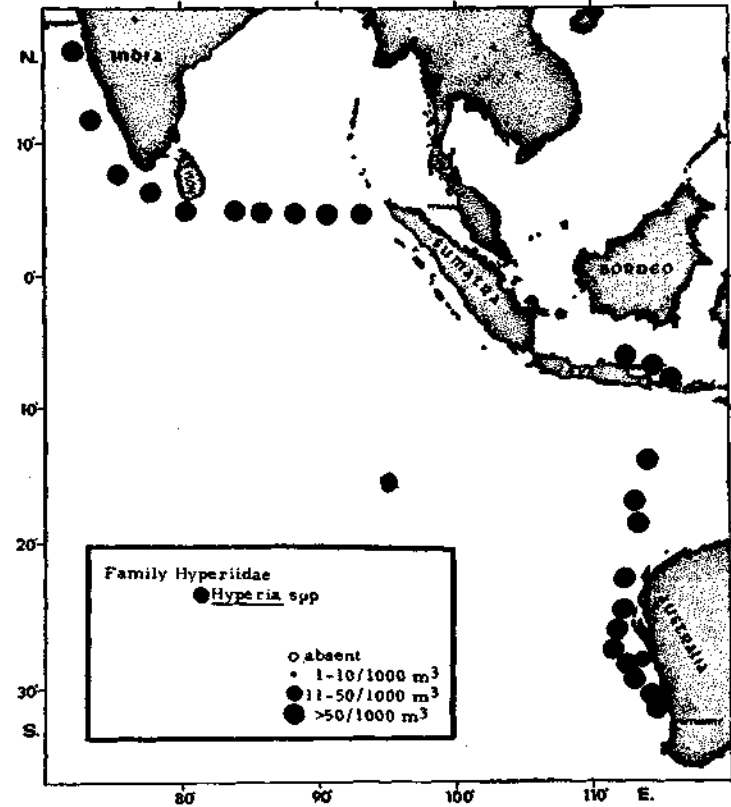 N.
India
10°
0°
SUMATRA
BORNEO
10°
20°
Family Hyperiidae
Hyperia spp
absent
1-10/1000 m³
11-50/1000 m³
>50/1000 m³
AUSTRALIA
30°
S.
80°
90°
100°
110°
E.